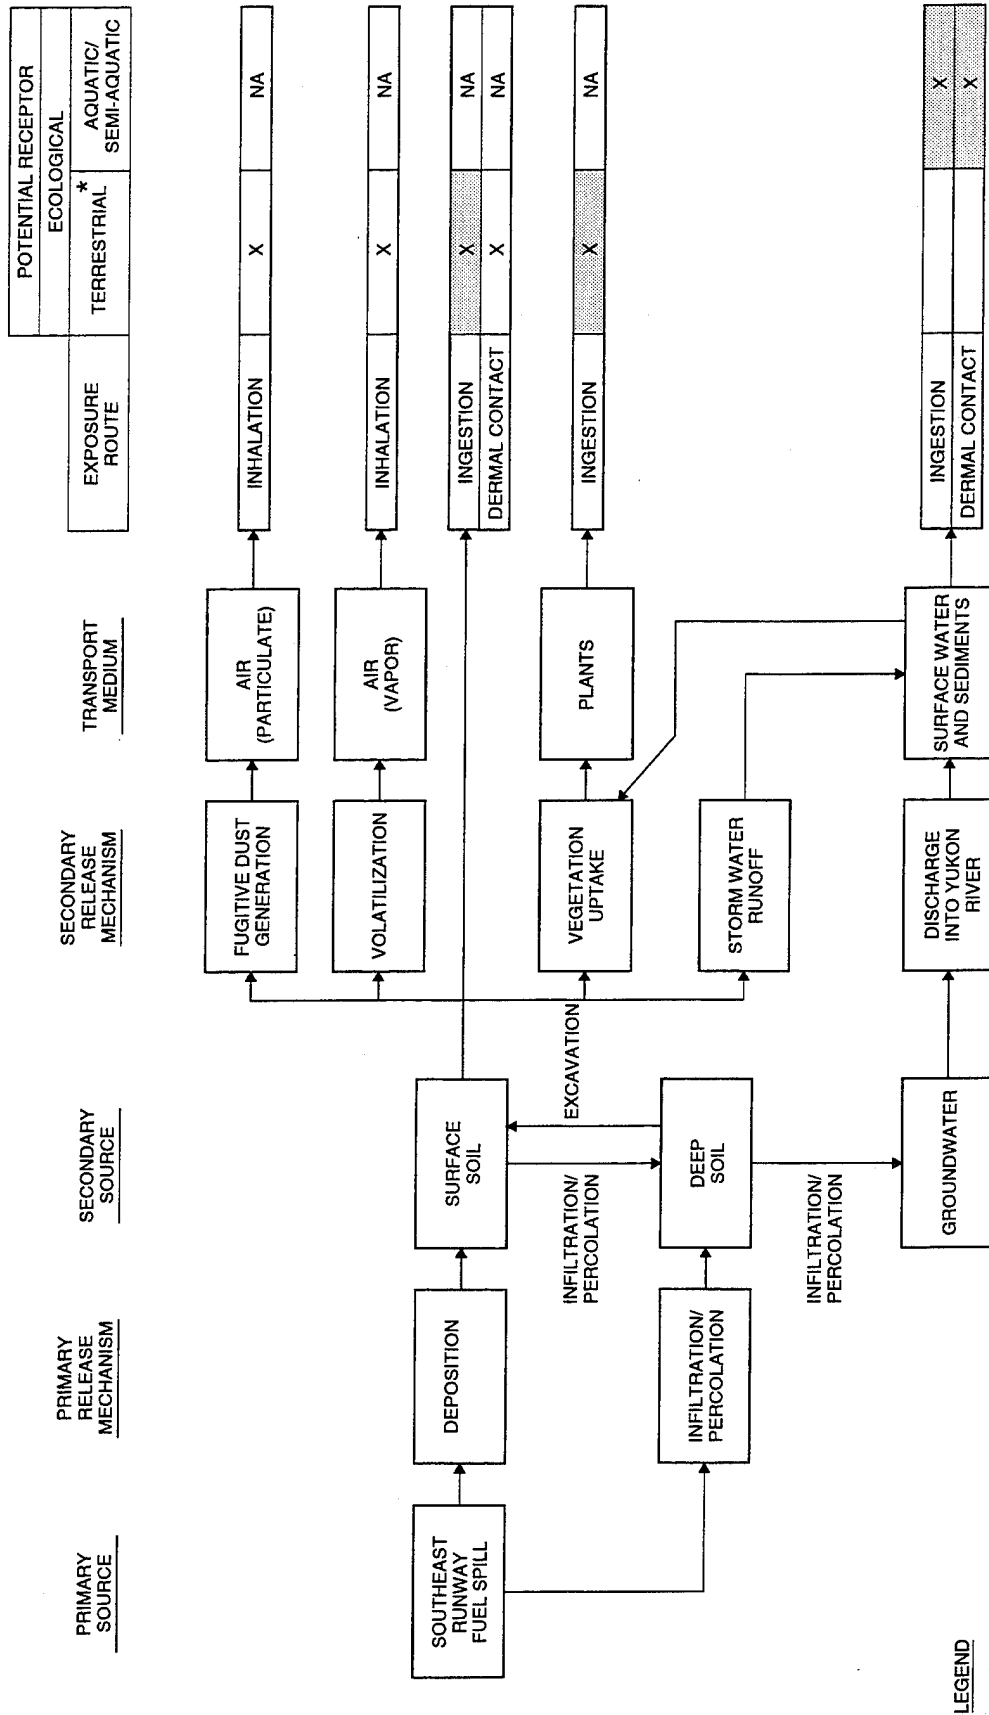 PRIMARY
SOURCE
PRIMARY
RELEASE
MECHANISM
SECONDARY
SOURCE
SECONDARY
RELEASE
MECHANISM
TRANSPORT
MEDIUM
EXPOSURE
ROUTE
POTENTIAL RECEPTOR
ECOLOGICAL
TERRESTRIAL *
AQUATIC/
SEMI-AQUATIC
FUGITIVE DUST
GENERATION
AIR
(PARTICULATE)
INHALATION X NA
VOLATILIZATION
AIR
(VAPOR)
INHALATION X NA
SOUTHEAST
RUNWAY
FUEL SPILL
DEPOSITION
SURFACE
SOIL
INGESTION X NA
DERMAL CONTACT X NA
INFILTRATION/
PERCOLATION
EXCAVATION
VEGETATION
UPTAKE
PLANTS
INGESTION X NA
INFILTRATION/
PERCOLATION
DEEP
SOIL
STORM WATER
RUNOFF
INFILTRATION/
PERCOLATION
GROUNDWATER
DISCHARGE
INTO YUKON
RIVER
SURFACE WATER
AND SEDIMENTS
INGESTION X
DERMAL CONTACT X
LEGEND